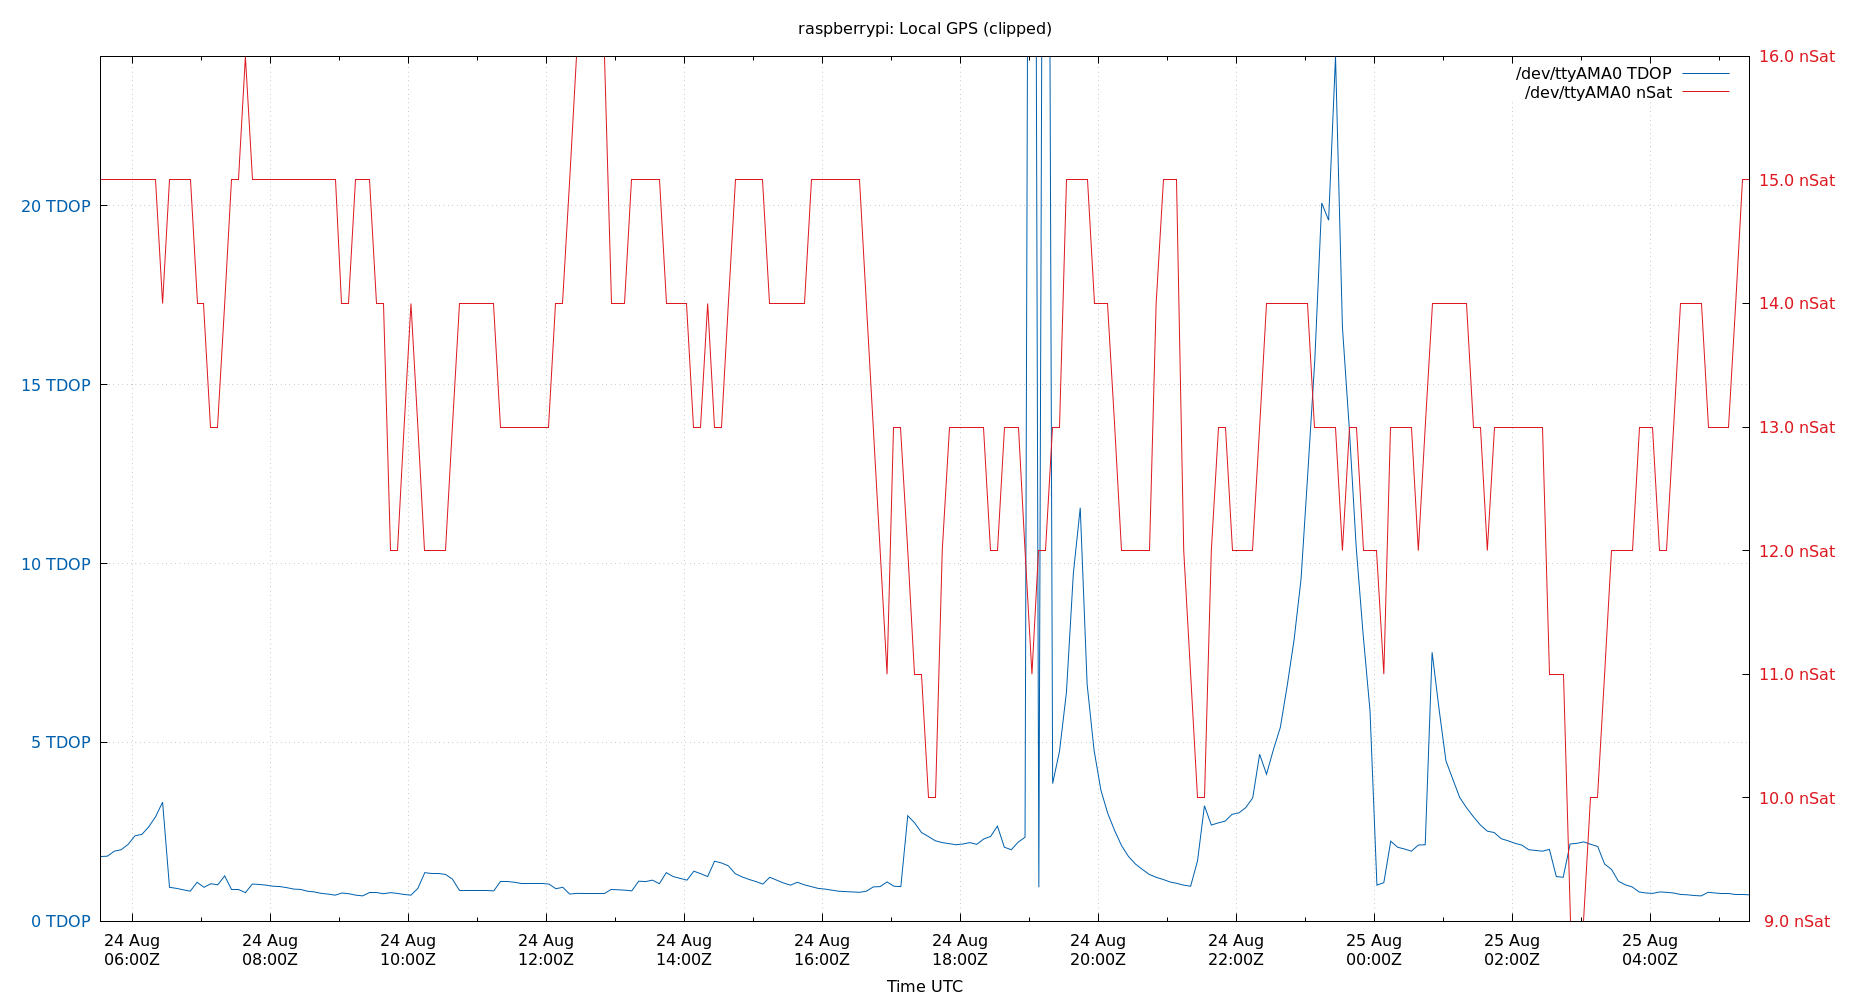 raspberrypi: Local GPS (clipped)
/dev/ttyAMA0 TDOP
/dev/ttyAMA0 nSat
20 TDOP
15 TDOP
10 TDOP
5 TDOP
0 TDOP
16.0 nSat
15.0 nSat
14.0 nSat
13.0 nSat
12.0 nSat
11.0 nSat
10.0 nSat
9.0 nSat
24 Aug 24 Aug 24 Aug 24 Aug 24 Aug 24 Aug 24 Aug 24 Aug 24 Aug 25 Aug 25 Aug 25 Aug
06:00Z 08:00Z 10:00Z 12:00Z 14:00Z 16:00Z 18:00Z 20:00Z 22:00Z 00:00Z 02:00Z 04:00Z
Time UTC